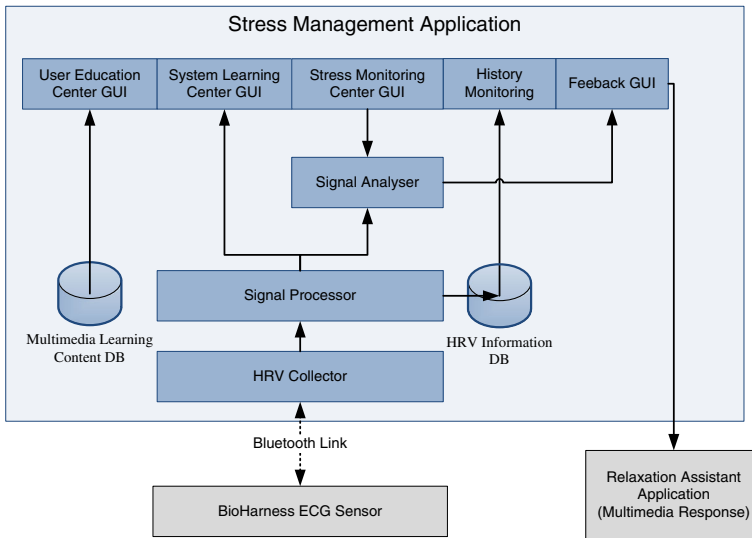 Stress Management Application
User Education
Center GUI
System Learning
Center GUI
Stress Monitoring
Center GUI
History
Monitoring
Feeback GUI
Signal Analyser
Signal Processor
Multimedia Learning
Content DB
HRV Information
DB
HRV Collector
Bluetooth Link
BioHarness ECG Sensor
Relaxation Assistant
Application
(Multimedia Response)